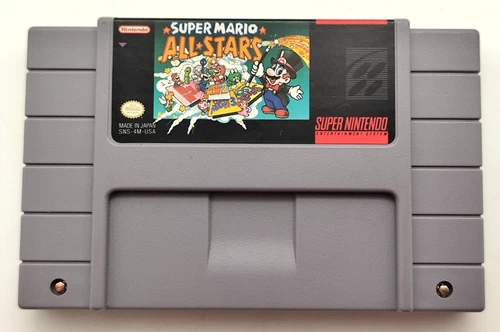 Nintendo
SUPER MARIO
ALL★STARS
MADE IN JAPAN
SNS-4M-USA
SUPER NINTENDO
ENTERTAINMENT SYSTEM